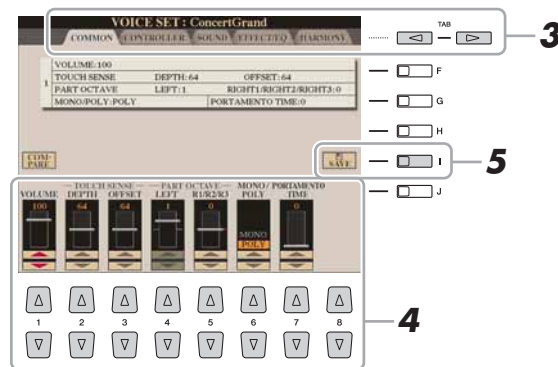 VOICE SET : ConcertGrand
TAB
3
COMMON CONTROLLER SOUND EFFECT/EQ HARMONY
VOLUME:100
F
1
TOUCH SENSE DEPTH:64 OFFSET:64
PART OCTAVE LEFT:1 RIGHT1/RIGHT2/RIGHT3:0
G
MONO/POLY:POLY PORTAMENTO TIME:0
H
COM-
PARE
SAVE
I
5
J
TOUCH SENSE PART OCTAVE MONO / PORTAMENTO
VOLUME DEPTH OFFSET LEFT R1/R2/R3 POLY TIME
100 64 64 1 0 0
MONO
POLY
4
1 2 3 4 5 6 7 8